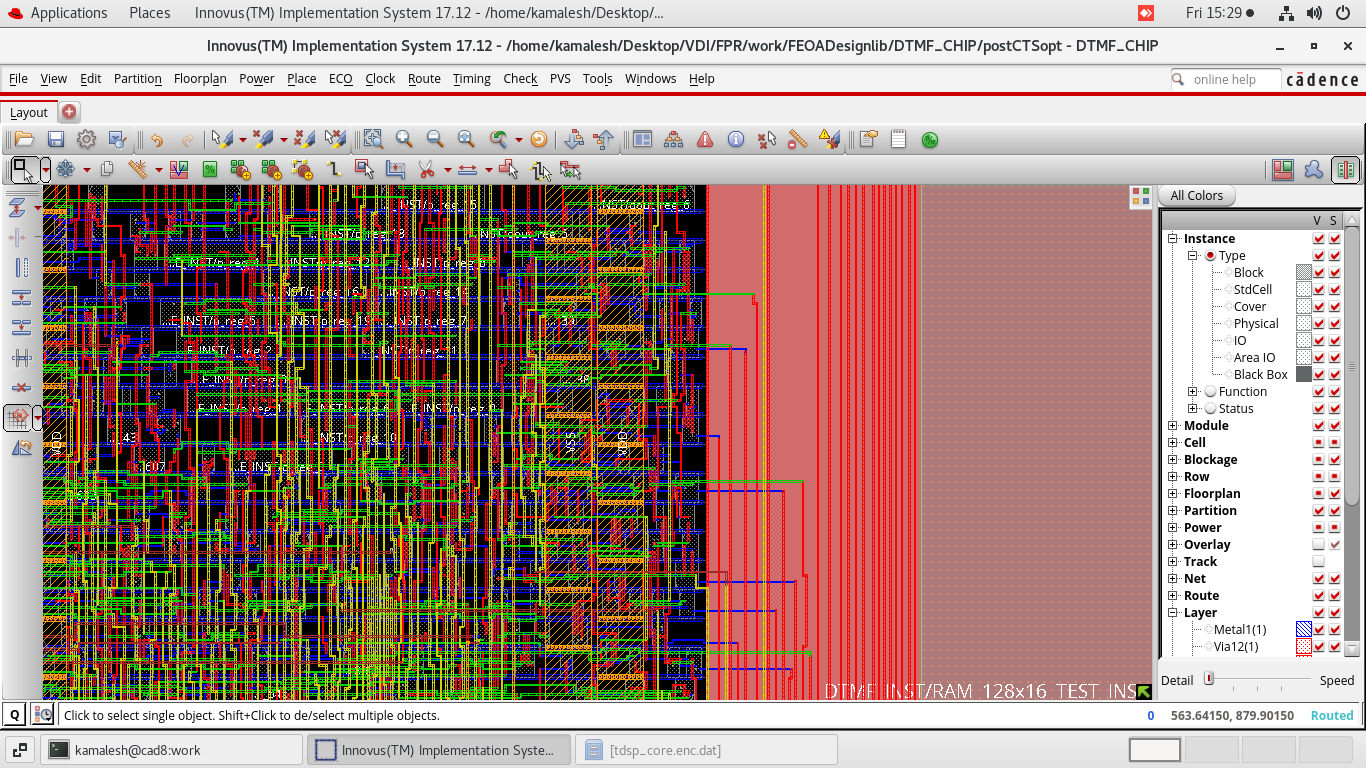 Applications Places Innovus(TM) Implementation System 17.12 - /home/kamalesh/Desktop/... Fri 15:29
Innovus(TM) Implementation System 17.12 - /home/kamalesh/Desktop/VDI/FPR/work/FEOADesignlib/DTMF_CHIP/postCTSopt - DTMF_CHIP
File View Edit Partition Floorplan Power Place ECO Clock Route Timing Check PVS Tools Windows Help online help cādence
Layout
All Colors
V S
Instance
Type
Block
StdCell
Cover
Physical
IO
Area IO
Black Box
Function
Status
Module
Cell
Blockage
Row
Floorplan
Partition
Power
Overlay
Track
Net
Route
Layer
Metal1(1)
Via12(1)
VDD
VSS
VDD
DTMF_INST/RAM_128x16_TEST_INS
Detail Speed
Q Click to select single object. Shift+Click to de/select multiple objects. 0 563.64150, 879.90150 Routed
kamalesh@cad8:work Innovus(TM) Implementation Syste... [tdsp_core.enc.dat]